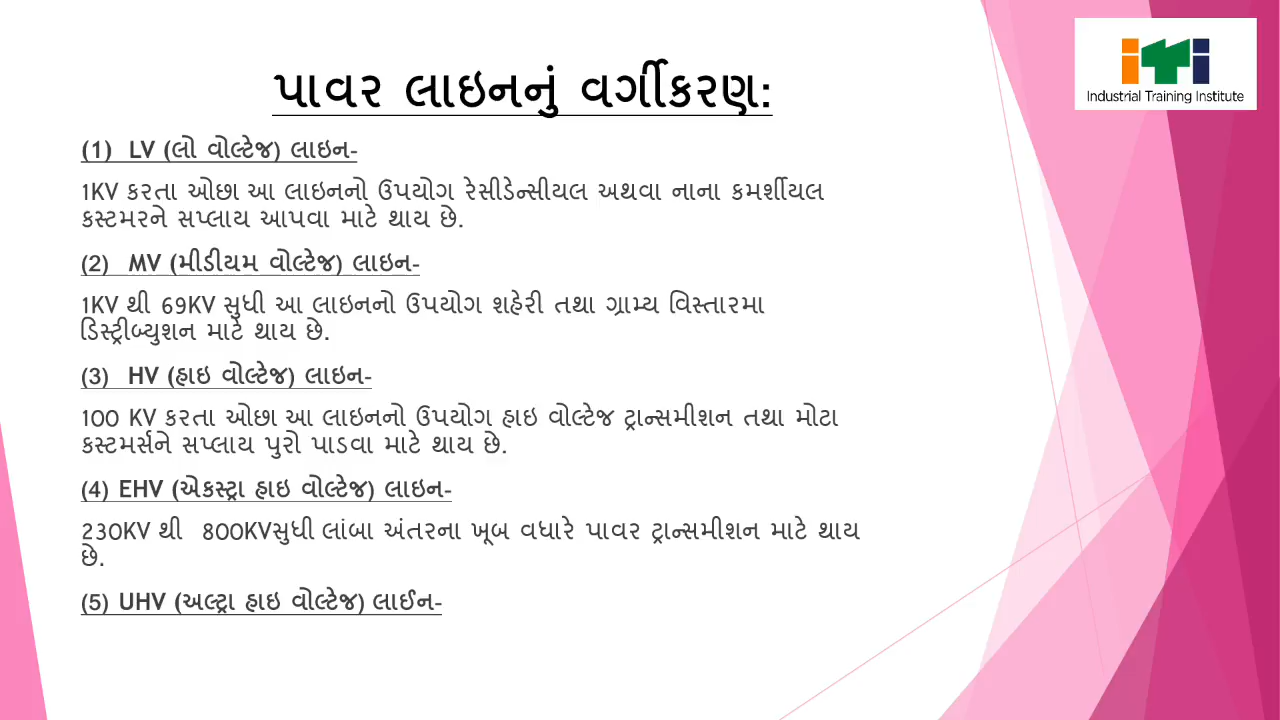 iTi
Industrial Training Institute
પાવર લાઇનનું વર્ગીકરણ:
(1) LV (લો વોલ્ટેજ) લાઇન-
1KV કરતા ઓછા આ લાઇનનો ઉપયોગ રેસીડેન્સીયલ અથવા નાના કમર્શીયલ
કસ્ટમરને સપ્લાય આપવા માટે થાય છે.
(2) MV (મીડીયમ વોલ્ટેજ) લાઇન-
1KV થી 69KV સુધી આ લાઇનનો ઉપયોગ શહેરી તથા ગ્રામ્ય વિસ્તારમા
ડિસ્ટ્રીબ્યુશન માટે થાય છે.
(3) HV (હાઇ વોલ્ટેજ) લાઇન-
100 KV કરતા ઓછા આ લાઇનનો ઉપયોગ હાઇ વોલ્ટેજ ટ્રાન્સમીશન તથા મોટા
કસ્ટમર્સને સપ્લાય પુરો પાડવા માટે થાય છે.
(4) EHV (એકસ્ટ્રા હાઇ વોલ્ટેજ) લાઇન-
230KV થી 800KVસુધી લાંબા અંતરના ખૂબ વધારે પાવર ટ્રાન્સમીશન માટે થાય
છે.
(5) UHV (અલ્ટ્રા હાઇ વોલ્ટેજ) લાઈન-